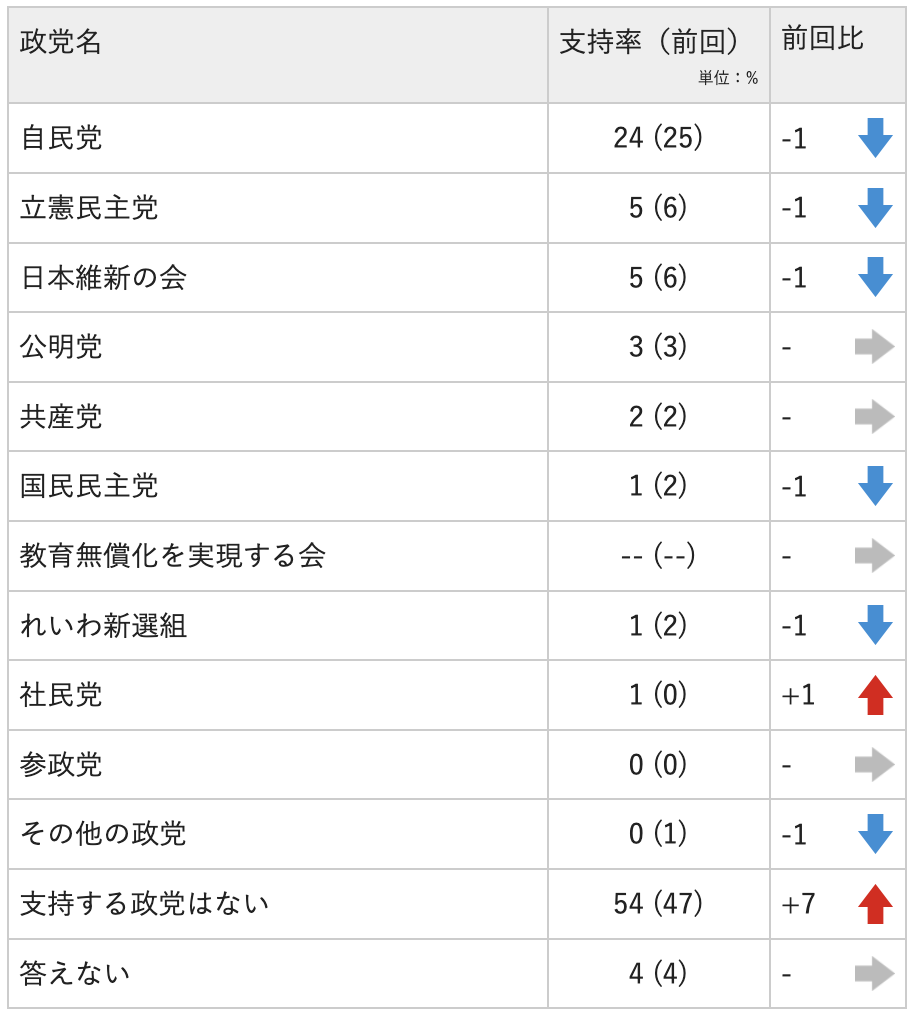 政党名 支持率（前回） 前回比
単位：%
自民党 24 (25) -1
立憲民主党 5 (6) -1
日本維新の会 5 (6) -1
公明党 3 (3) -
共産党 2 (2) -
国民民主党 1 (2) -1
教育無償化を実現する会 -- (--) -
れいわ新選組 1 (2) -1
社民党 1 (0) +1
参政党 0 (0) -
その他の政党 0 (1) -1
支持する政党はない 54 (47) +7
答えない 4 (4) -